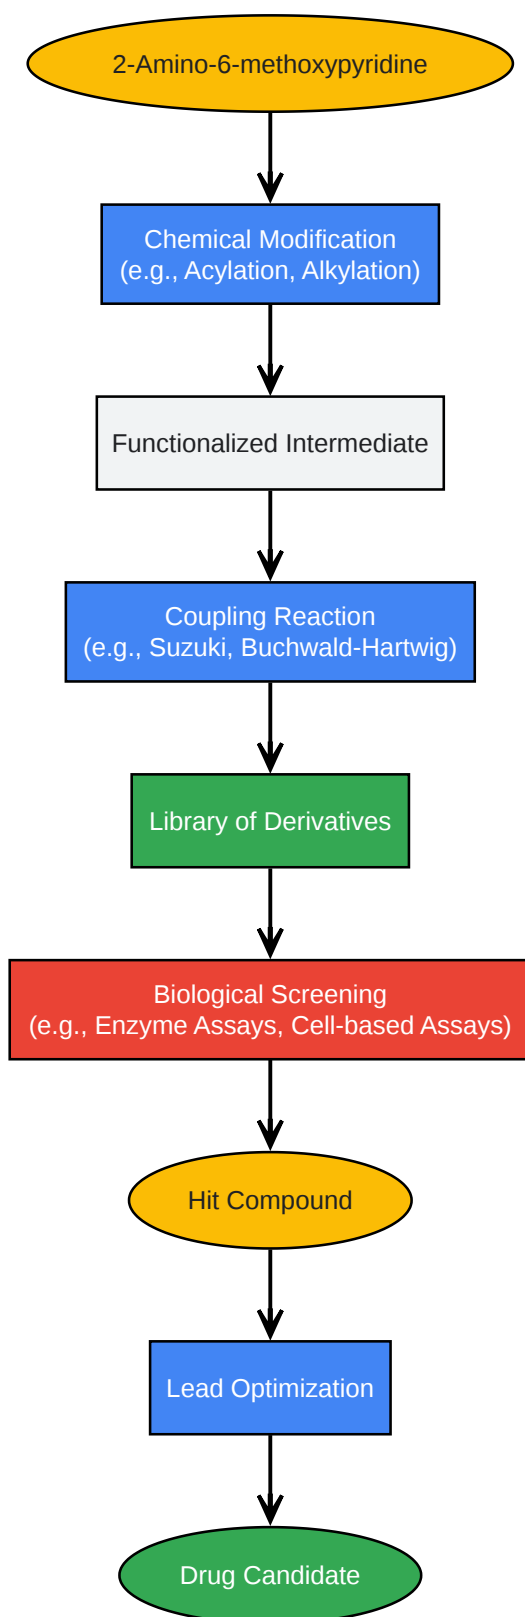 2-Amino-6-methoxypyridine
Chemical Modification
(e.g., Acylation, Alkylation)
Functionalized Intermediate
Coupling Reaction
(e.g., Suzuki, Buchwald-Hartwig)
Library of Derivatives
Biological Screening
(e.g., Enzyme Assays, Cell-based Assays)
Hit Compound
Lead Optimization
Drug Candidate